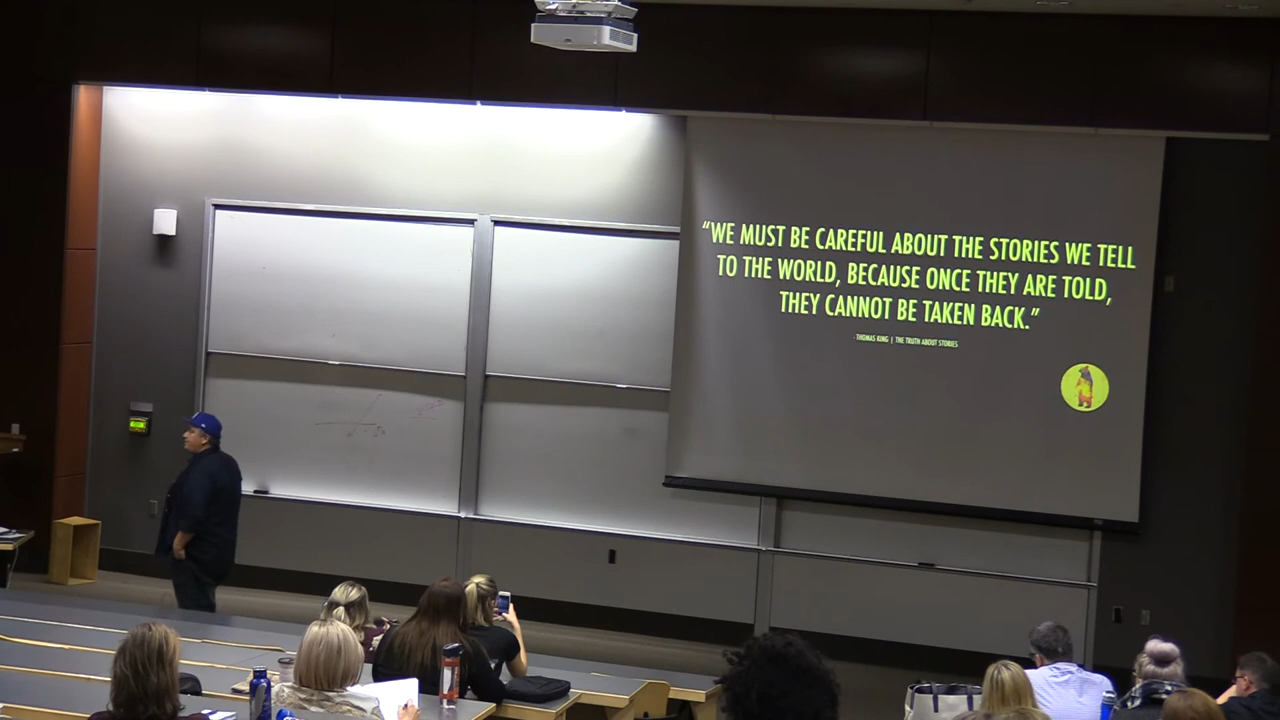 “WE MUST BE CAREFUL ABOUT THE STORIES WE TELL
TO THE WORLD, BECAUSE ONCE THEY ARE TOLD,
THEY CANNOT BE TAKEN BACK.”
- THOMAS KING | THE TRUTH ABOUT STORIES